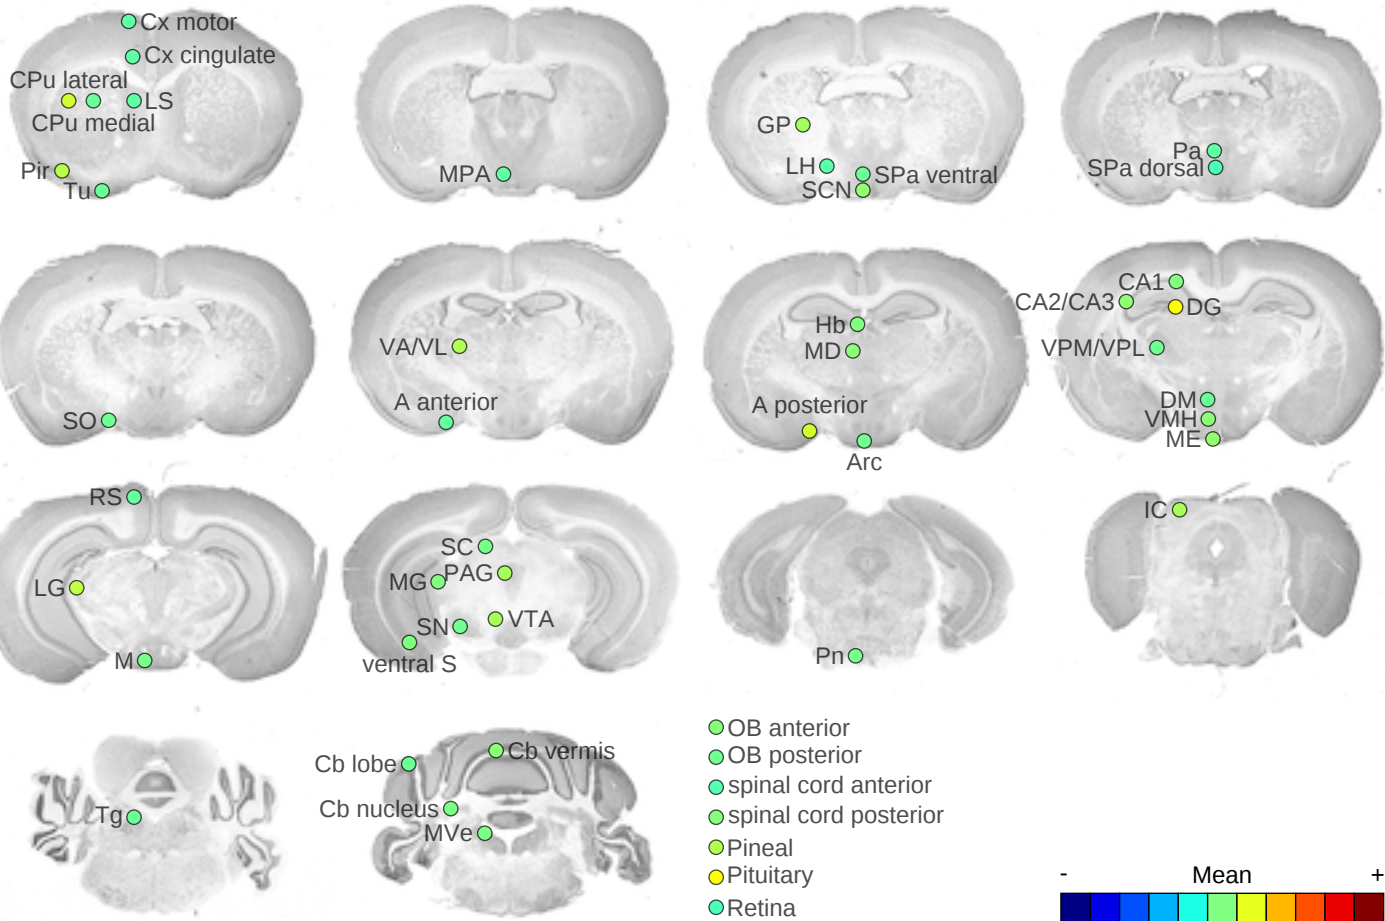 Cx motor
Cx cingulate
CPu lateral
LS
CPu medial
Pir
Tu
MPA
GP
LH
SPa ventral
SCN
Pa
SPa dorsal
SO
VA/VL
A anterior
Hb
MD
A posterior
Arc
CA1
CA2/CA3
DG
VPM/VPL
DM
VMH
ME
RS
LG
M
SC
PAG
MG
VTA
SN
ventral S
Pn
IC
Tg
Cb lobe
Cb vermis
Cb nucleus
MVe
OB anterior
OB posterior
spinal cord anterior
spinal cord posterior
Pineal
Pituitary
Retina
- Mean +